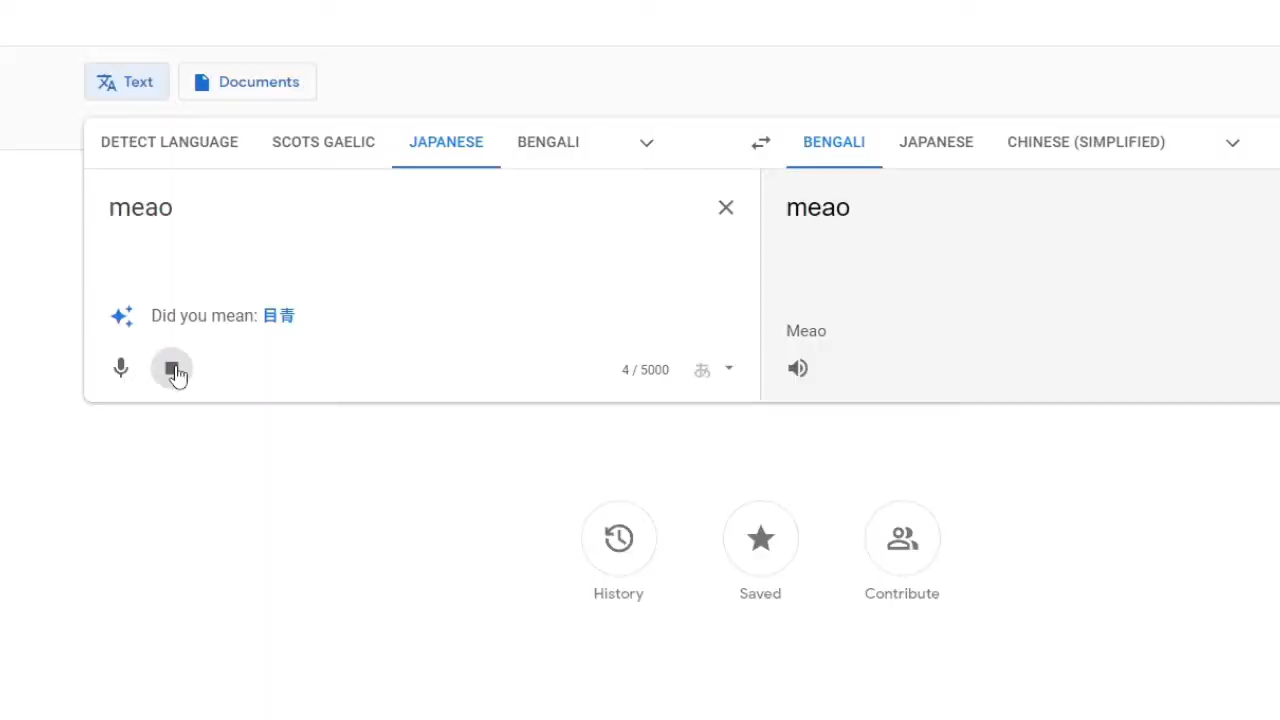 Text Documents
DETECT LANGUAGE SCOTS GAELIC JAPANESE BENGALI BENGALI JAPANESE CHINESE (SIMPLIFIED)
meao meao
Did you mean: 目青
Meao
4 / 5000 あ
History Saved Contribute